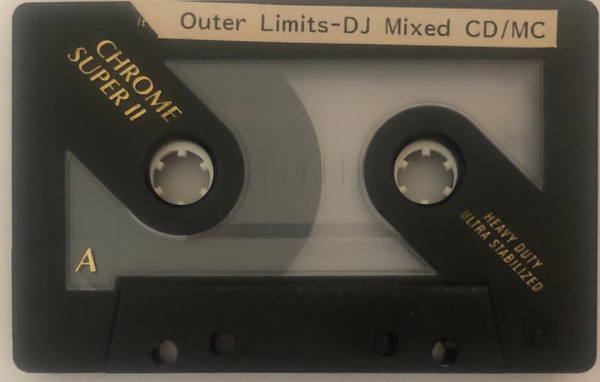 Outer Limits-DJ Mixed CD/MC
CHROME
SUPER II
A
HEAVY DUTY
ULTRA STABILIZED